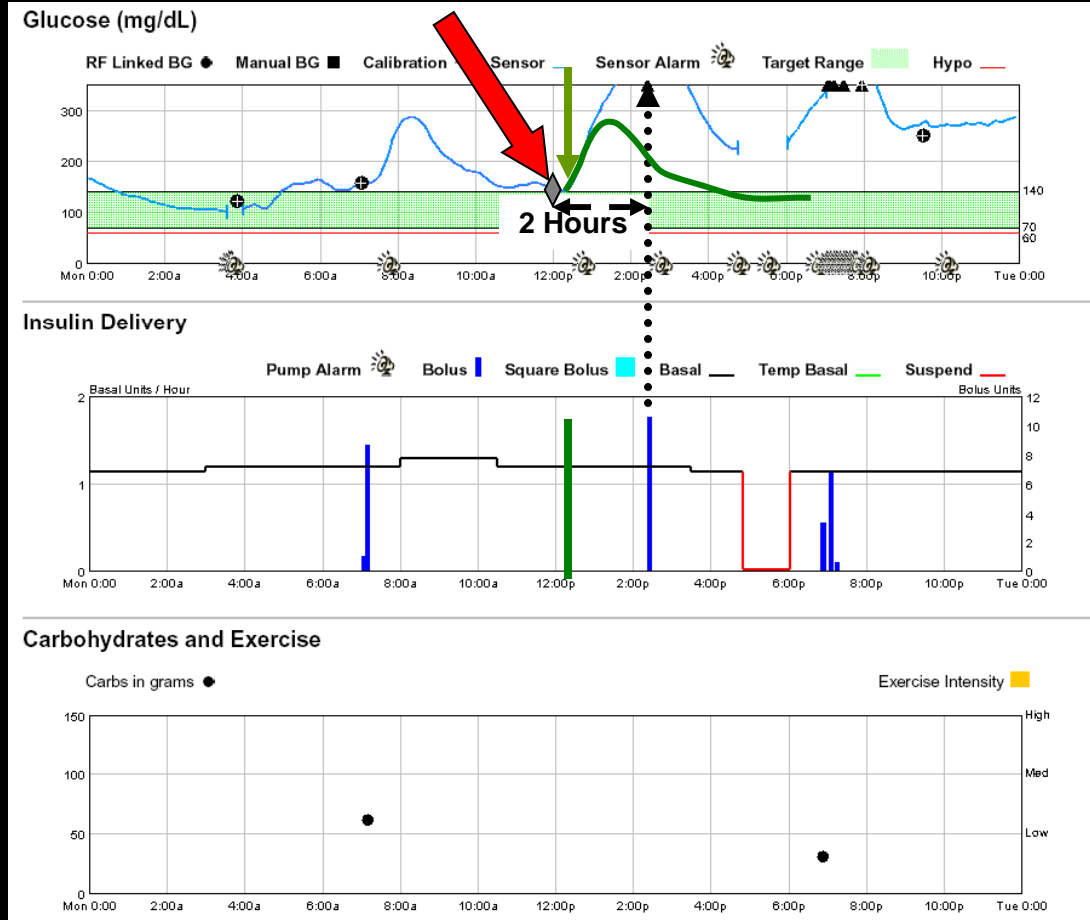 Glucose (mg/dL)
RF Linked BG Manual BG Calibration Sensor Sensor Alarm Target Range Hypo
300
200
140
100
2 Hours
70
60
0
Mon 0:00 2:00a 4:00a 6:00a 8:00a 10:00a 12:00p 2:00p 4:00p 6:00p 8:00p 10:00p Tue 0:00
Insulin Delivery
Pump Alarm Bolus Square Bolus Basal Temp Basal Suspend
Basal Units / Hour Bolus Units
2 12
10
8
1 6
4
2
0 0
Mon 0:00 2:00a 4:00a 6:00a 8:00a 10:00a 12:00p 2:00p 4:00p 6:00p 8:00p 10:00p Tue 0:00
Carbohydrates and Exercise
Carbs in grams Exercise Intensity
150 High
100 Med
50 Low
0
Mon 0:00 2:00a 4:00a 6:00a 8:00a 10:00a 12:00p 2:00p 4:00p 6:00p 8:00p 10:00p Tue 0:00